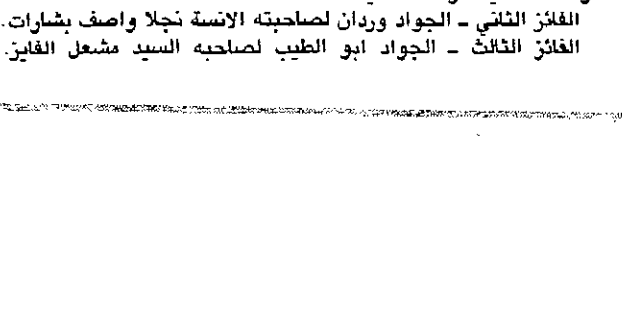 الفائز الثاني - الجواد وردان لصاحبته الانسة نجلا واصف بشارات.
الفائز الثالث - الجواد ابو الطيب لصاحبه السيد مشعل الفايز.